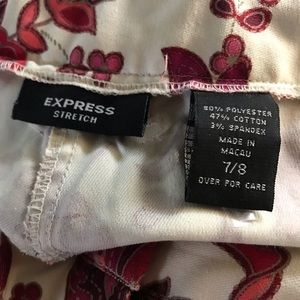 EXPRESS
STRETCH
50% POLYESTER
47% COTTON
3% SPANDEX
MADE IN
MACAU
7/8
OVER FOR CARE